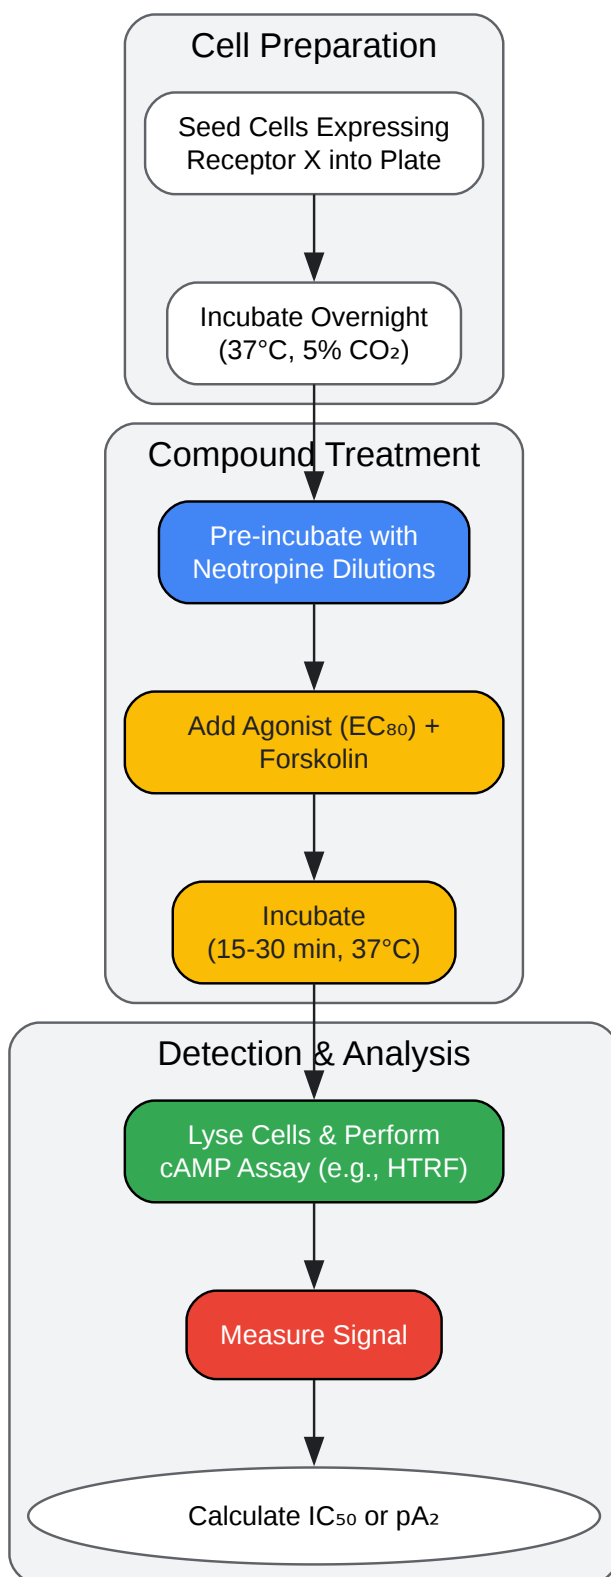 Cell Preparation
Seed Cells Expressing
Receptor X into Plate
Incubate Overnight
(37°C, 5% CO₂)
Compound Treatment
Pre-incubate with
Neotropine Dilutions
Add Agonist (EC₈₀) +
Forskolin
Incubate
(15-30 min, 37°C)
Detection & Analysis
Lyse Cells & Perform
cAMP Assay (e.g., HTRF)
Measure Signal
Calculate IC₅₀ or pA₂